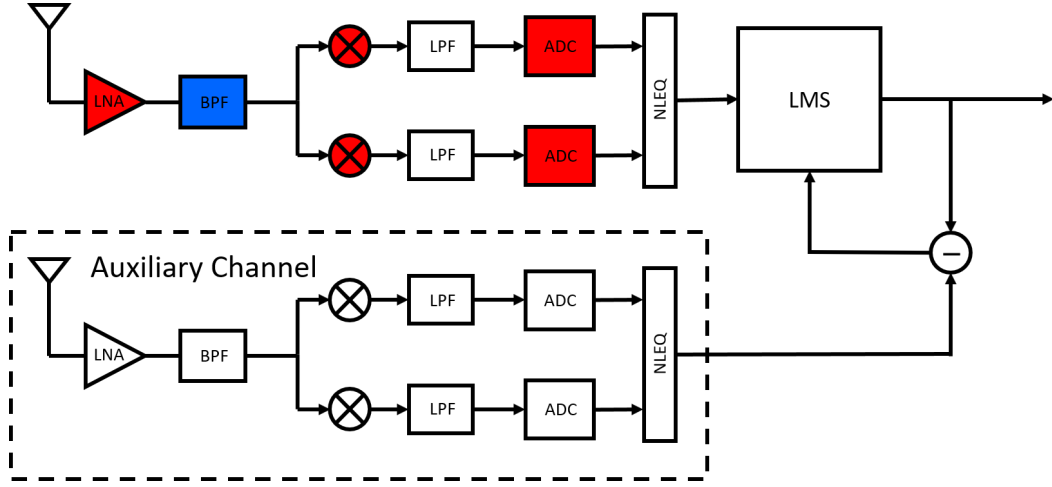 LNA
BPF
LPF
ADC
LPF
ADC
NLEQ
LMS
Auxiliary Channel
LNA
BPF
LPF
ADC
LPF
ADC
NLEQ